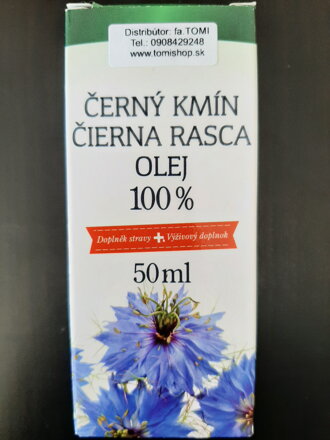 Distribútor: fa.TOMI
Tel.: 0908429248
www.tomishop.sk
ČERNÝ KMÍN
ČIERNA RASCA
OLEJ
100 %
Doplněk stravy Výživový doplnok
50 ml